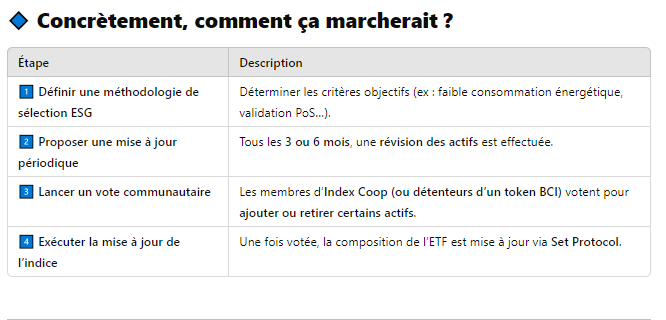 🔷 Concrètement, comment ça marcherait ?
Étape Description
1️⃣ Définir une méthodologie de Déterminer les critères objectifs (ex : faible consommation énergétique,
sélection ESG validation PoS...).
2️⃣ Proposer une mise à jour Tous les 3 ou 6 mois, une révision des actifs est effectuée.
périodique
3️⃣ Lancer un vote communautaire Les membres d'Index Coop (ou détenteurs d'un token BCI) votent pour
ajouter ou retirer certains actifs.
4️⃣ Exécuter la mise à jour de Une fois votée, la composition de l'ETF est mise à jour via Set Protocol.
l'indice